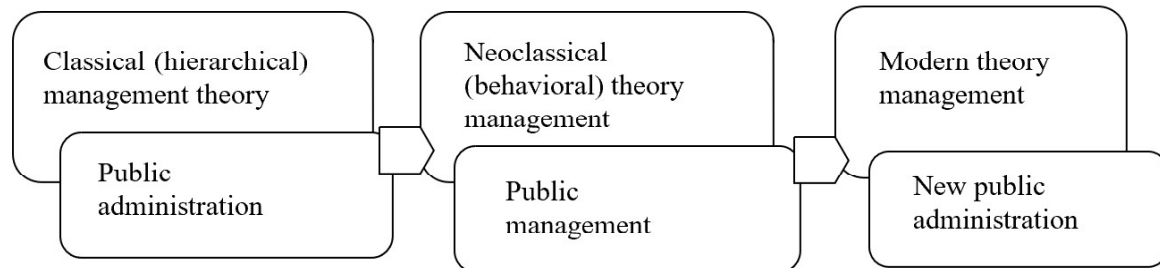 Classical (hierarchical)
management theory
Public
administration
Neoclassical
(behavioral) theory
management
Public
management
Modern theory
management
New public
administration